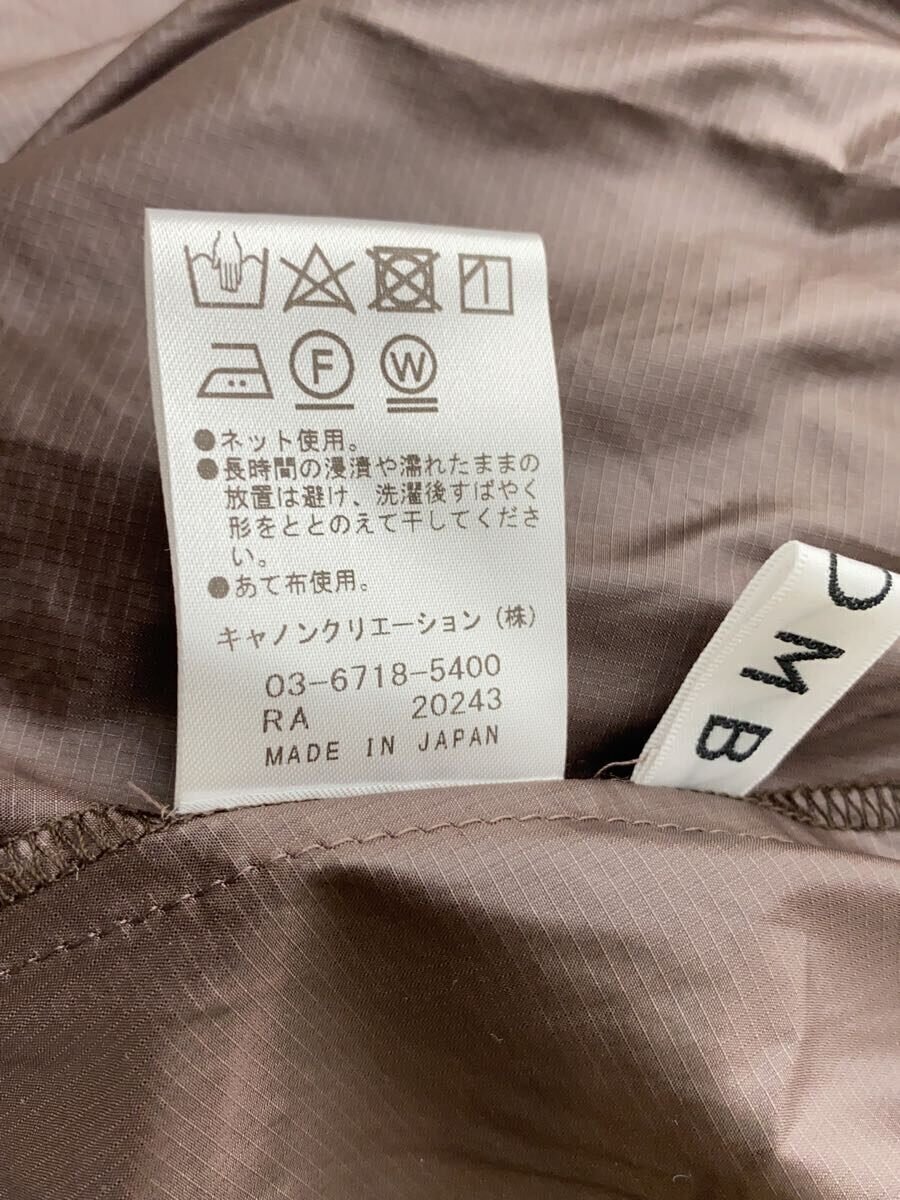 F W
●ネット使用。
●長時間の浸漬や濡れたままの
放置は避け、洗濯後すばやく
形をととのえて干してくださ
い。
●あて布使用。
キャノンクリエーション(株)
03-6718-5400
RA 20243
MADE IN JAPAN
OMB